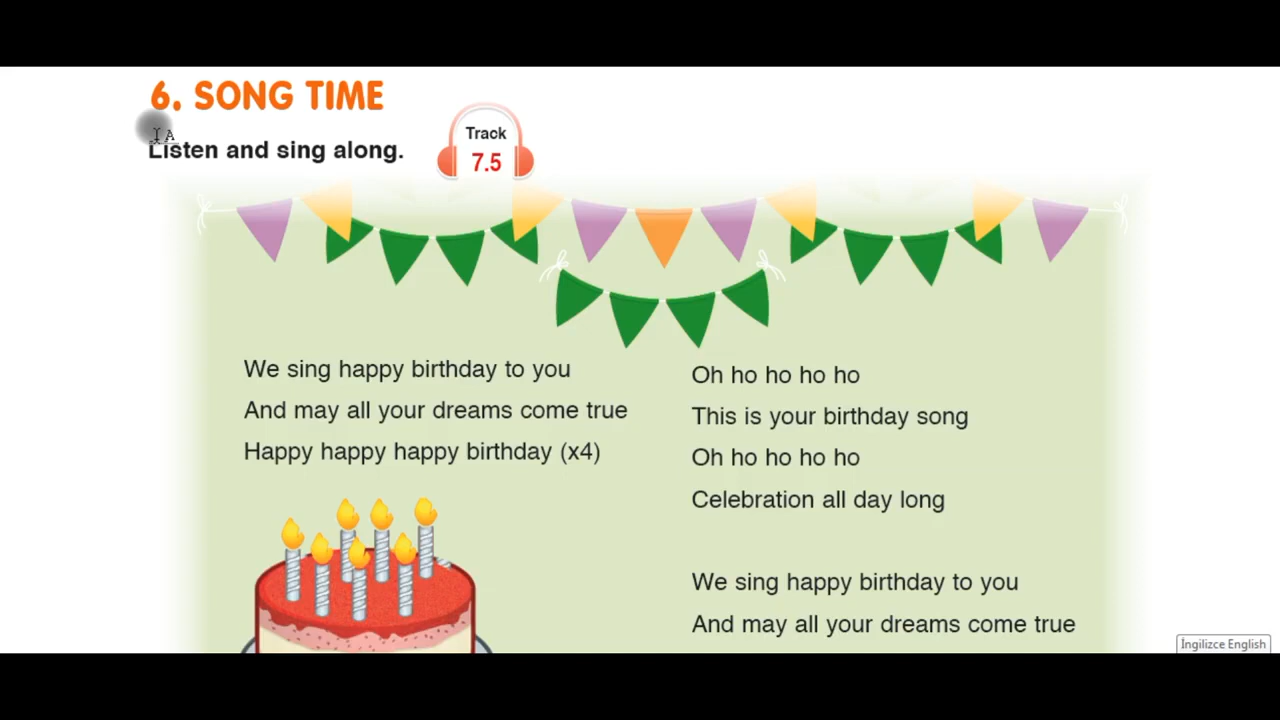 6. SONG TIME
Listen and sing along.
Track
7.5
We sing happy birthday to you
And may all your dreams come true
Happy happy happy birthday (x4)
Oh ho ho ho ho
This is your birthday song
Oh ho ho ho ho
Celebration all day long
We sing happy birthday to you
And may all your dreams come true
İngilizce English